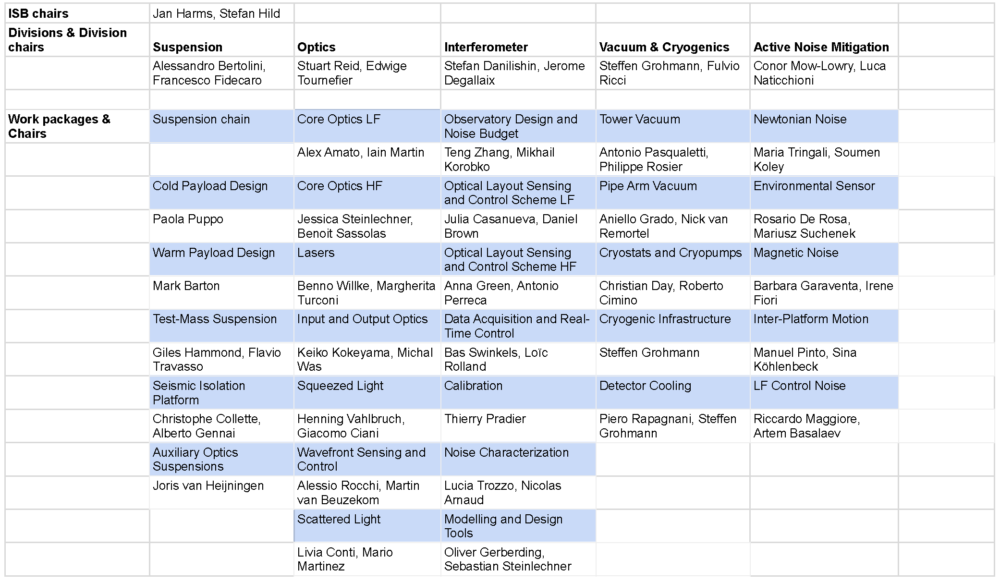 ISB chairs
Jan Harms, Stefan Hild
Divisions & Division
chairs
Suspension
Optics
Interferometer
Vacuum & Cryogenics
Active Noise Mitigation
Alessandro Bertolini,
Francesco Fidecaro
Stuart Reid, Edwige
Tournefier
Stefan Danilishin, Jerome
Degallaix
Steffen Grohmann, Fulvio
Ricci
Conor Mow-Lowry, Luca
Naticchioni
Work packages &
Chairs
Suspension chain
Core Optics LF
Observatory Design and
Noise Budget
Tower Vacuum
Newtonian Noise
Alex Amato, Iain Martin
Teng Zhang, Mikhail
Korobko
Antonio Pasqualetti,
Philippe Rosier
Maria Tringali, Soumen
Koley
Cold Payload Design
Core Optics HF
Optical Layout Sensing
and Control Scheme LF
Pipe Arm Vacuum
Environmental Sensor
Paola Puppo
Jessica Steinlechner,
Benoit Sassolas
Julia Casanueva, Daniel
Brown
Aniello Grado, Nick van
Remortel
Rosario De Rosa,
Mariusz Suchenek
Warm Payload Design
Lasers
Optical Layout Sensing
and Control Scheme HF
Cryostats and Cryopumps
Magnetic Noise
Mark Barton
Benno Willke, Margherita
Turconi
Anna Green, Antonio
Perreca
Christian Day, Roberto
Cimino
Barbara Garaventa, Irene
Fiori
Test-Mass Suspension
Input and Output Optics
Data Acquisition and Real-
Time Control
Cryogenic Infrastructure
Inter-Platform Motion
Giles Hammond, Flavio
Travasso
Keiko Kokeyama, Michal
Was
Bas Swinkels, Loïc
Rolland
Steffen Grohmann
Manuel Pinto, Sina
Köhlenbeck
Seismic Isolation
Platform
Squeezed Light
Calibration
Detector Cooling
LF Control Noise
Christophe Collette,
Alberto Gennai
Henning Vahlbruch,
Giacomo Ciani
Thierry Pradier
Piero Rapagnani, Steffen
Grohmann
Riccardo Maggiore,
Artem Basalaev
Auxiliary Optics
Suspensions
Wavefront Sensing and
Control
Noise Characterization
Joris van Heijningen
Alessio Rocchi, Martin
van Beuzekom
Lucia Trozzo, Nicolas
Arnaud
Scattered Light
Modelling and Design
Tools
Livia Conti, Mario
Martinez
Oliver Gerberding,
Sebastian Steinlechner